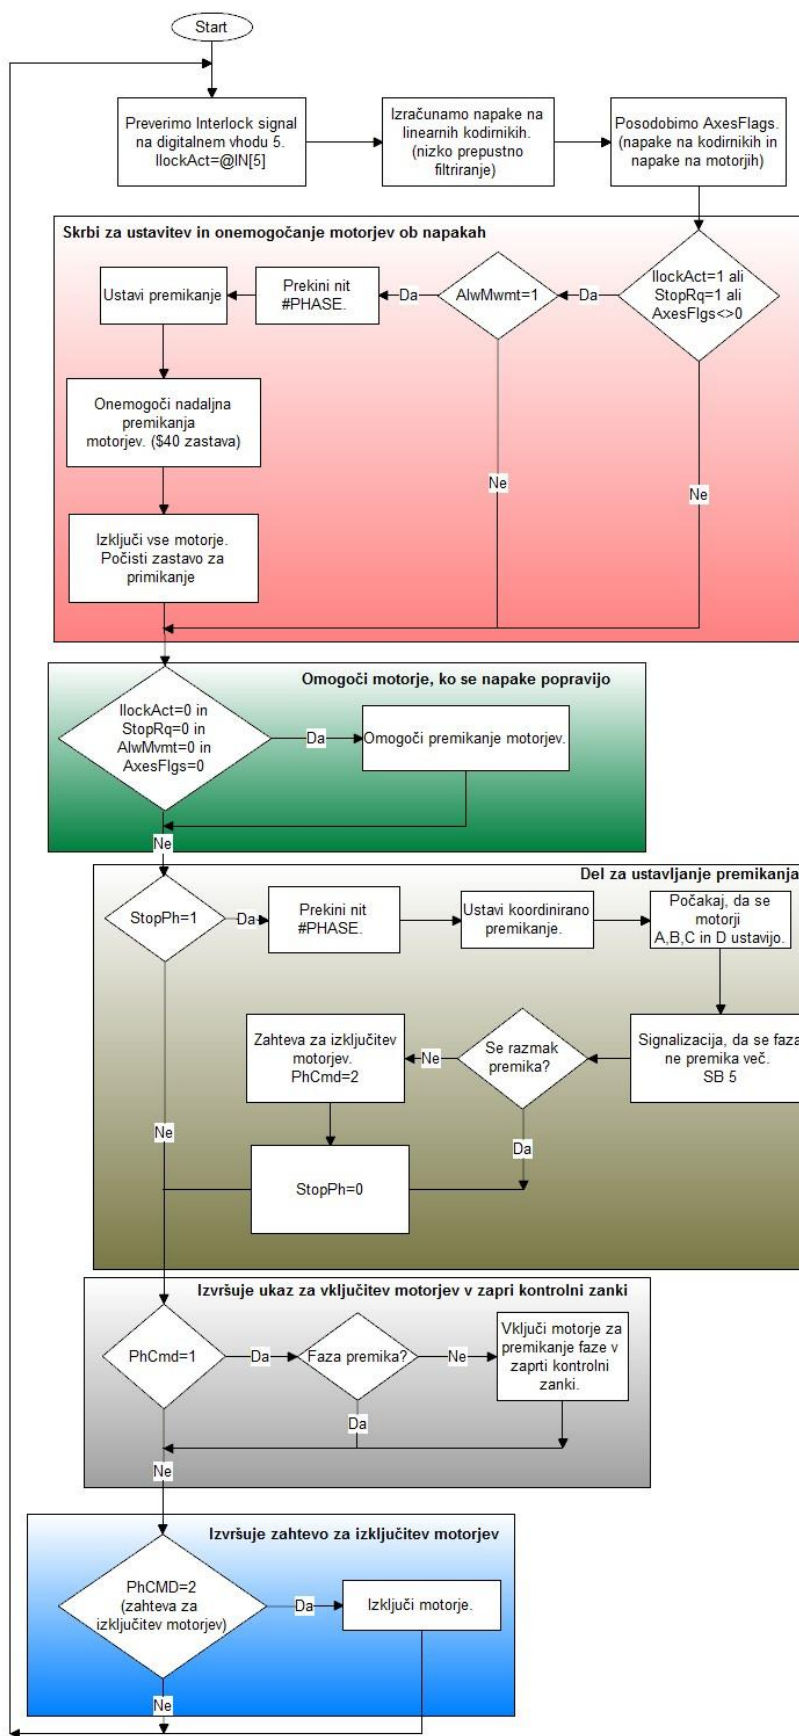 Start
Preverimo Interlock signal
na digitalnem vhodu 5.
IlockAct=@IN[5]
Izračunamo napake na
linearnih kodirnikih.
(nizko prepustno
filtriranje)
Posodobimo AxesFlags.
(napake na kodirnikih in
napake na motorjih)
Skrbi za ustavitev in onemogočanje motorjev ob napakah
IlockAct=1 ali
StopRq=1 ali
AxesFlgs<>0
Da
AlwMwmt=1
Da
Prekini nit
#PHASE.
Ustavi premikanje
Onemogoči nadaljna
premikanja
motorjev. ($40 zastava)
Ne
Ne
Izključi vse motorje.
Počisti zastavo za
primikanje
Omogoči motorje, ko se napake popravijo
IlockAct=0 in
StopRq=0 in
AlwMvmt=0 in
AxesFlgs=0
Da
Omogoči premikanje motorjev.
Ne
Del za ustavljanje premikanja
StopPh=1
Da
Prekini nit
#PHASE.
Ustavi koordinirano
premikanje.
Počakaj, da se
motorji
A,B,C in D ustavijo.
Signalizacija, da se faza
ne premika več.
SB 5
Se razmak
premika?
Ne
Zahteva za izključitev
motorjev.
PhCmd=2
Ne
Da
StopPh=0
Izvršuje ukaz za vključitev motorjev v zapri kontrolni zanki
PhCmd=1
Da
Faza premika?
Ne
Vključi motorje za
premikanje faze v
zaprti kontrolni
zanki.
Da
Ne
Izvršuje zahtevo za izključitev motorjev
PhCMD=2
(zahteva za
izključitev motorjev)
Da
Izključi motorje.
Ne